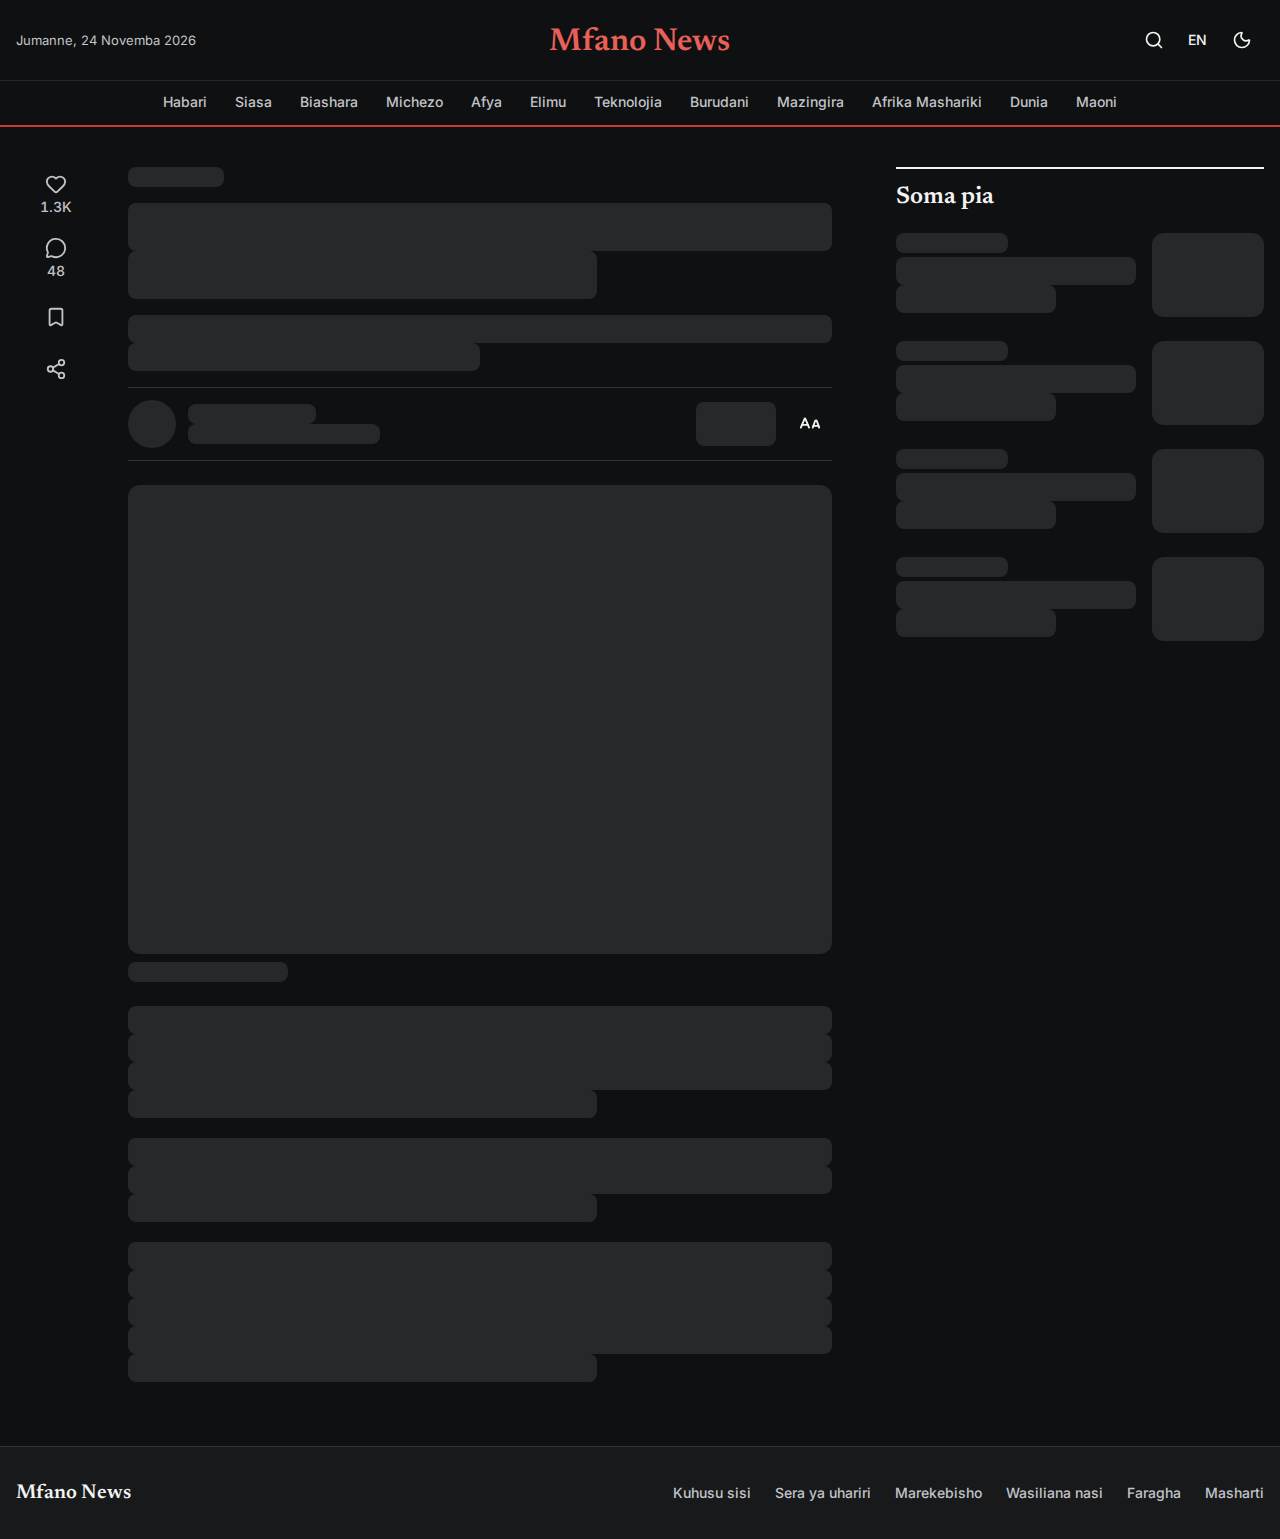 Jumanne, 24 Novemba 2026
Mfano News
EN
Habari Siasa Biashara Michezo Afya Elimu Teknolojia Burudani Mazingira Afrika Mashariki Dunia Maoni
1.3K
48
AA
Soma pia
Mfano News
Kuhusu sisi Sera ya uhariri Marekebisho Wasiliana nasi Faragha Masharti